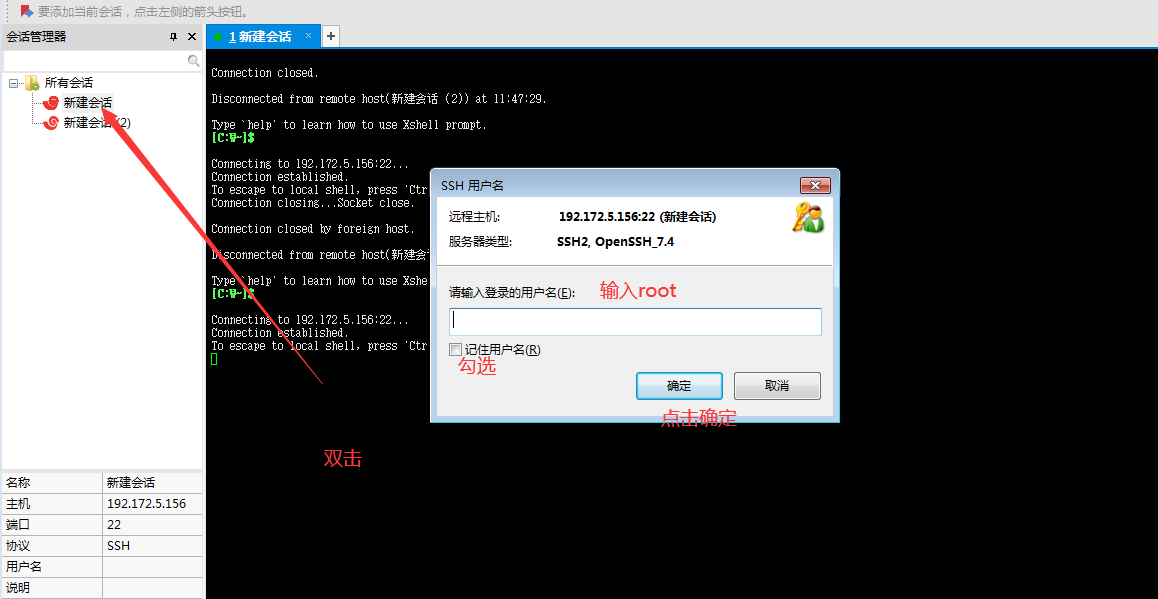 要添加当前会话，点击左侧的箭头按钮。
会话管理器
所有会话
新建会话
新建会话 (2)
名称 新建会话
主机 192.172.5.156
端口 22
协议 SSH
用户名
说明
1 新建会话
Connection closed.
Disconnected from remote host(新建会话 (2)) at 11:47:29.
Type `help' to learn how to use Xshell prompt.
[C:\~]$
Connecting to 192.172.5.156:22...
Connection established.
To escape to local shell, press 'Ctr
Connection closing...Socket close.
Connection closed by foreign host.
Disconnected from remote host(新建会
Type `help' to learn how to use Xshe
[C:\~]$
Connecting to 192.172.5.156:22...
Connection established.
To escape to local shell, press 'Ctr
SSH 用户名
远程主机: 192.172.5.156:22 (新建会话)
服务器类型: SSH2, OpenSSH_7.4
请输入登录的用户名(E): 输入root
记住用户名(R)
勾选
确定 取消
点击确定
双击